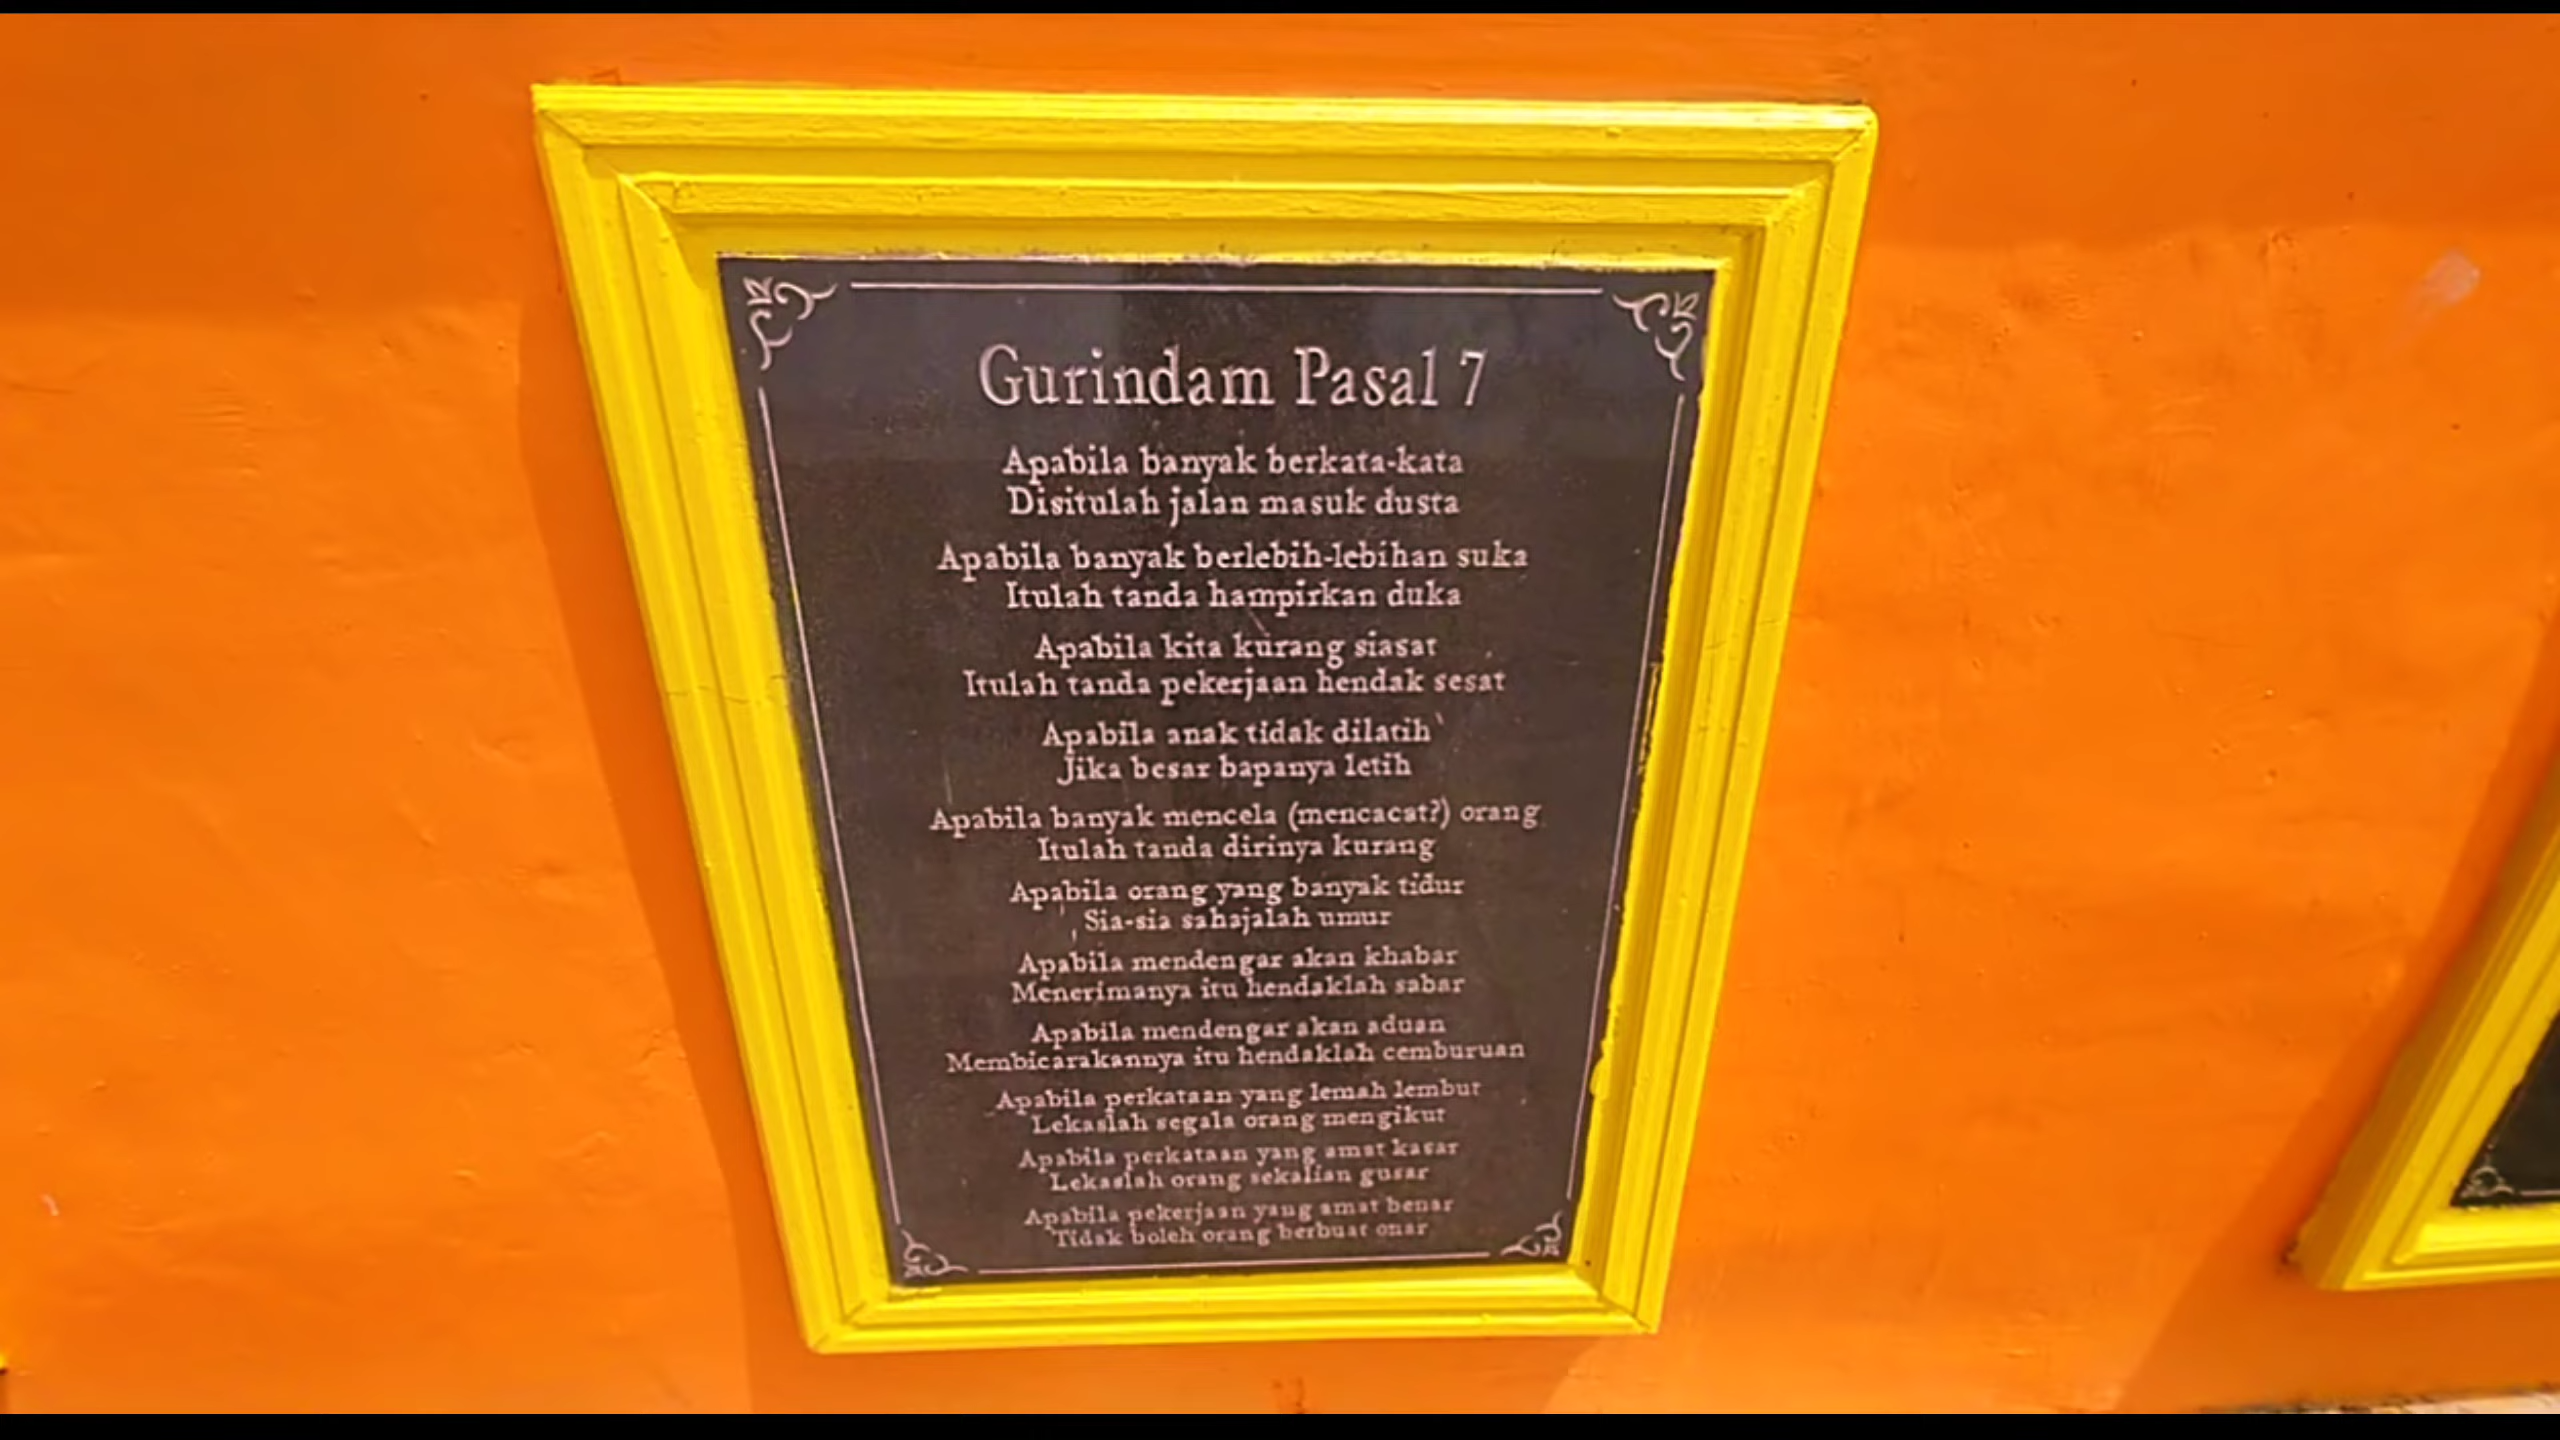 Gurindam Pasal 7
Apabila banyak berkata-kata
Disitulah jalan masuk dusta
Apabila banyak berlebih-lebihan suka
Itulah tanda hampirkan duka
Apabila kita kurang siasat
Itulah tanda pekerjaan hendak sesat
Apabila anak tidak dilatih
Jika besar bapanya letih
Apabila banyak mencela (mencacat?) orang
Itulah tanda dirinya kurang
Apabila orang yang banyak tidur
Sia-sia sahajalah umur
Apabila mendengar akan khabar
Menerimanya itu hendaklah sabar
Apabila mendengar akan aduan
Membicarakannya itu hendaklah cemburuan
Apabila perkataan yang lemah lembut
Lekaslah segala orang mengikut
Apabila perkataan yang amat kasar
Lekaslah orang sekalian gusar
Apabila pekerjaan yang amat benar
Tidak boleh orang berbuat onar